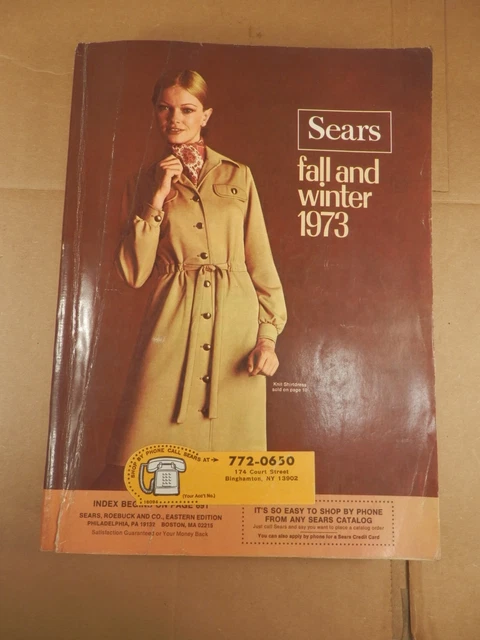 Sears
fall and
winter
1973
Knit Shirtdress
sold on page
SHOP BY PHONE CALL SEARS AT
772-0650
174 Court Street
Binghamton, NY 13902
(Your Acct No.)
INDEX ON PAGE
SEARS, ROEBUCK AND CO., EASTERN EDITION
PHILADELPHIA, PA 19132 BOSTON, MA 02215
Satisfaction Guaranteed or Your Money Back
IT'S SO EASY TO SHOP BY PHONE
FROM ANY SEARS CATALOG
Just call Sears and say you want to place a catalog order
You can also apply by phone for a Sears Credit Card